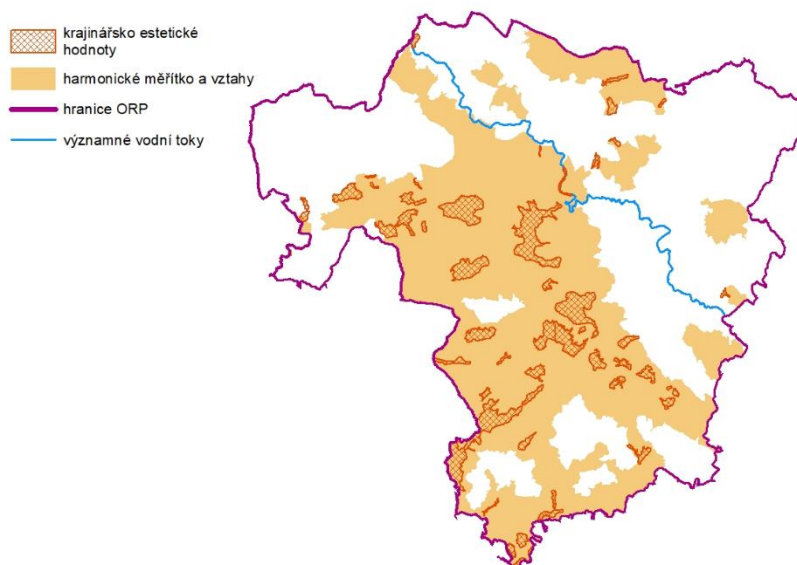 krajinářsko estetické
hodnoty
harmonické měřítko a vztahy
hranice ORP
významné vodní toky